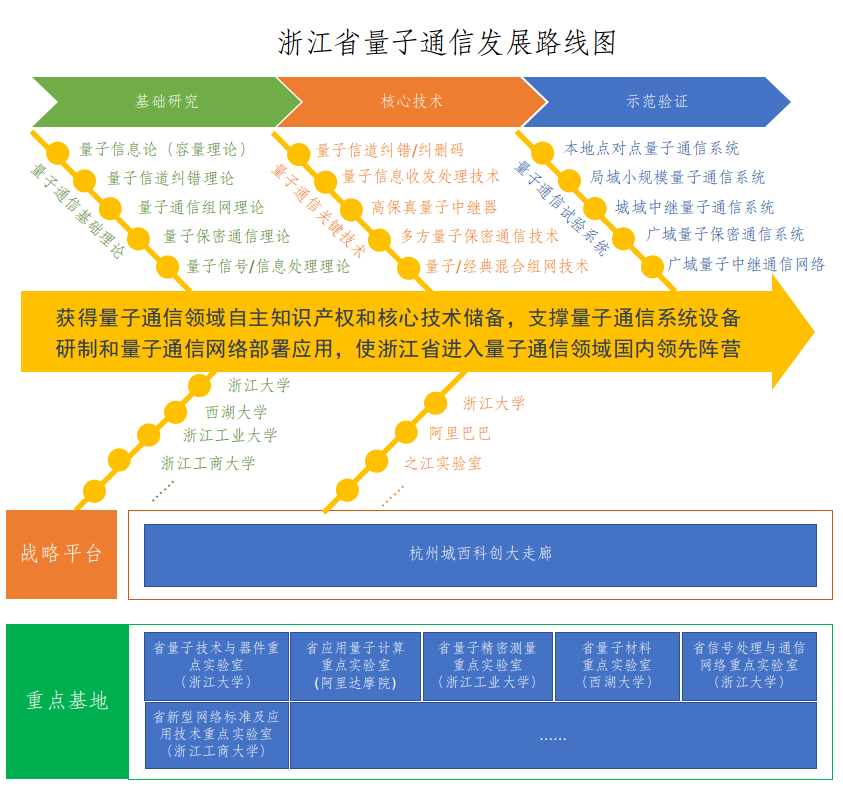 浙江省量子通信发展路线图
基础研究
核心技术
示范验证
量子通信基础理论
量子信息论（容量理论）
量子信道纠错理论
量子通信组网理论
量子保密通信理论
量子信号/信息处理理论
量子通信关键技术
量子信道纠错/纠删码
量子信息收发处理技术
高保真量子中继器
多方量子保密通信技术
量子/经典混合组网技术
量子通信试验系统
本地点对点量子通信系统
局域小规模量子通信系统
城域中继量子通信系统
广域量子保密通信系统
广域量子中继通信网络
获得量子通信领域自主知识产权和核心技术储备，支撑量子通信系统设备
研制和量子通信网络部署应用，使浙江省进入量子通信领域国内领先阵营
浙江大学
西湖大学
浙江工业大学
浙江工商大学
……
浙江大学
阿里巴巴
之江实验室
……
战略平台
杭州城西科创大走廊
重点基地
省量子技术与器件重
点实验室
（浙江大学）
省应用量子计算
重点实验室
（阿里达摩院）
省量子精密测量
重点实验室
（浙江工业大学）
省量子材料
重点实验室
（西湖大学）
省信号处理与通信
网络重点实验室
（浙江大学）
省新型网络标准及应
用技术重点实验室
（浙江工商大学）
……